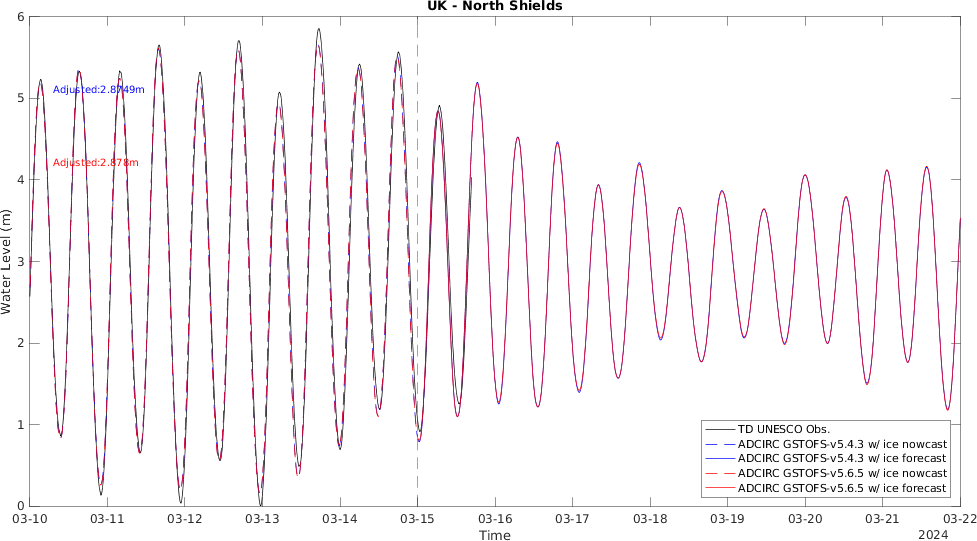 UK - North Shields
6
5
4
3
2
1
0
Water Level (m)
Adjusted:2.8749m
Adjusted:2.878m
TD UNESCO Obs.
ADCIRC GSTOFS-v5.4.3 w/ ice nowcast
ADCIRC GSTOFS-v5.4.3 w/ ice forecast
ADCIRC GSTOFS-v5.6.5 w/ ice nowcast
ADCIRC GSTOFS-v5.6.5 w/ ice forecast
03-10 03-11 03-12 03-13 03-14 03-15 03-16 03-17 03-18 03-19 03-20 03-21 03-22
Time
2024